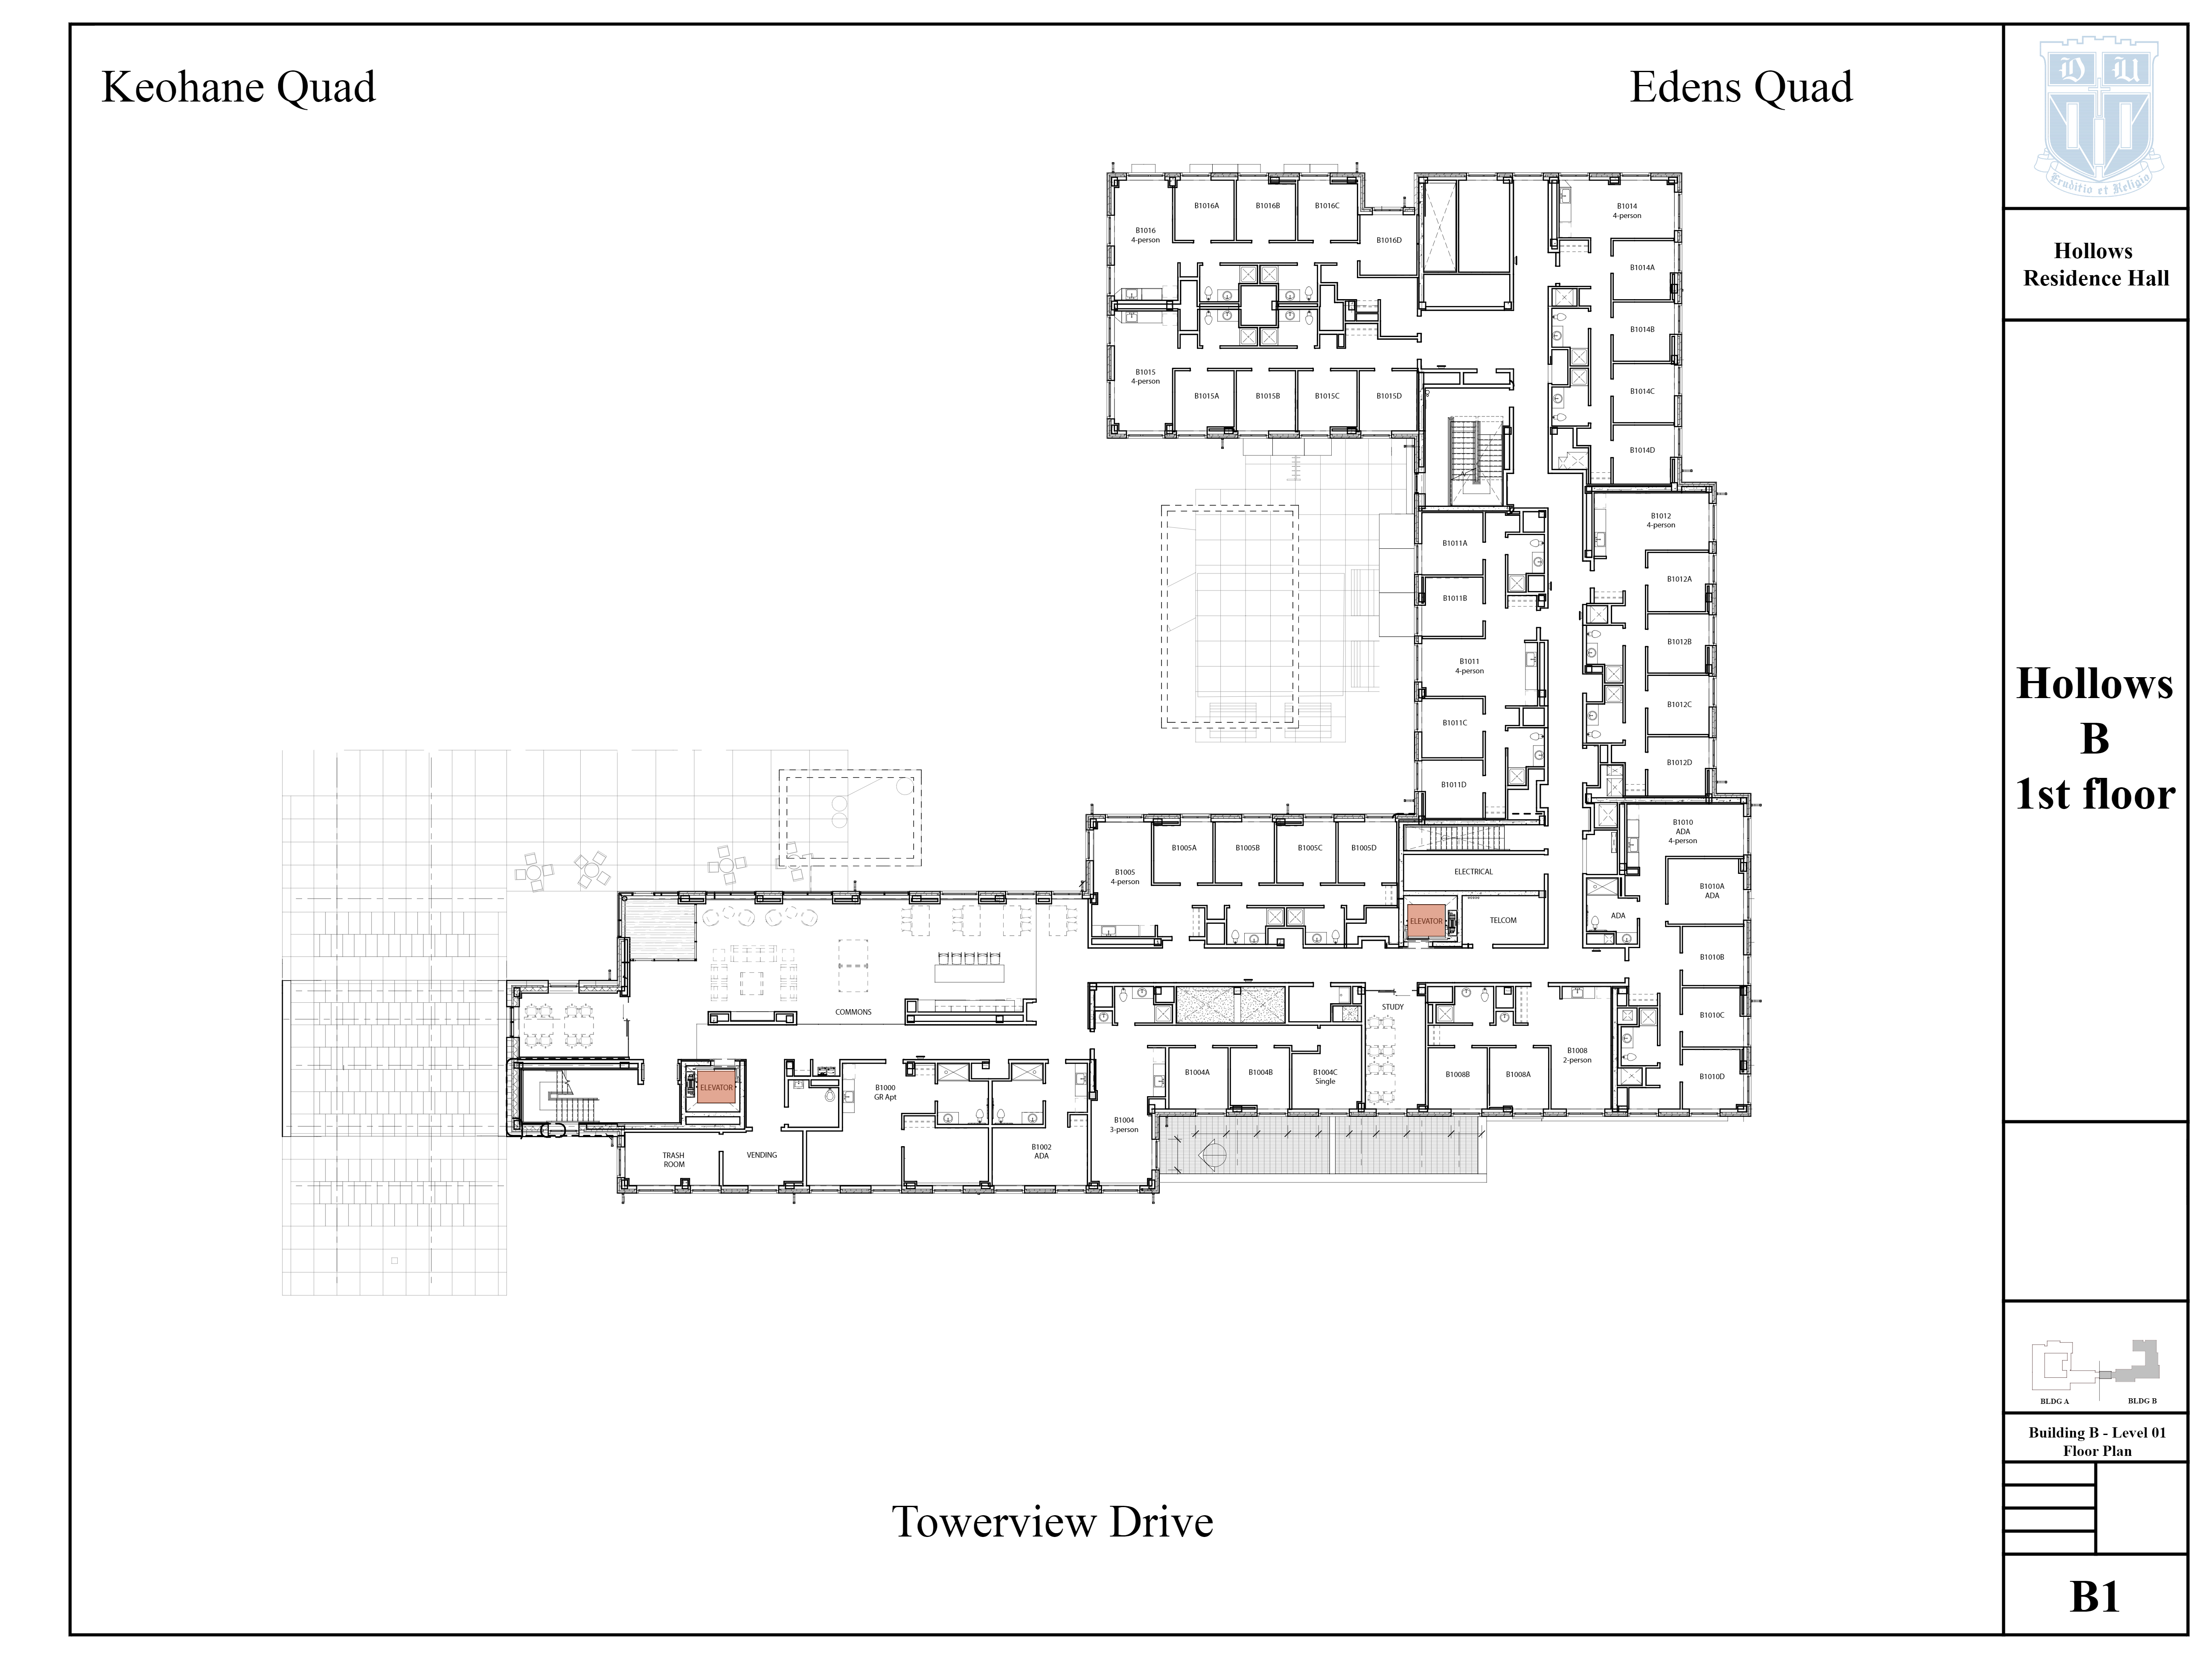 Keohane Quad
Edens Quad
D U
Eruditio et Religio
Hollows
Residence Hall
Hollows
B
1st floor
BLDG A
BLDG B
Building B - Level 01
Floor Plan
B1
B1016
4-person
B1016A
B1016B
B1016C
B1016D
B1015
4-person
B1015A
B1015B
B1015C
B1015D
B1014
4-person
B1014A
B1014B
B1014C
B1014D
B1012
4-person
B1012A
B1012B
B1012C
B1012D
B1011A
B1011B
B1011
4-person
B1011C
B1011D
B1010
ADA
4-person
B1010A
ADA
ADA
B1010B
B1010C
B1010D
B1005
4-person
B1005A
B1005B
B1005C
B1005D
ELECTRICAL
ELEVATOR
TELCOM
COMMONS
STUDY
B1004A
B1004B
B1004C
Single
B1008B
B1008A
B1008
2-person
ELEVATOR
B1000
GR Apt
B1004
3-person
B1002
ADA
TRASH
ROOM
VENDING
Towerview Drive